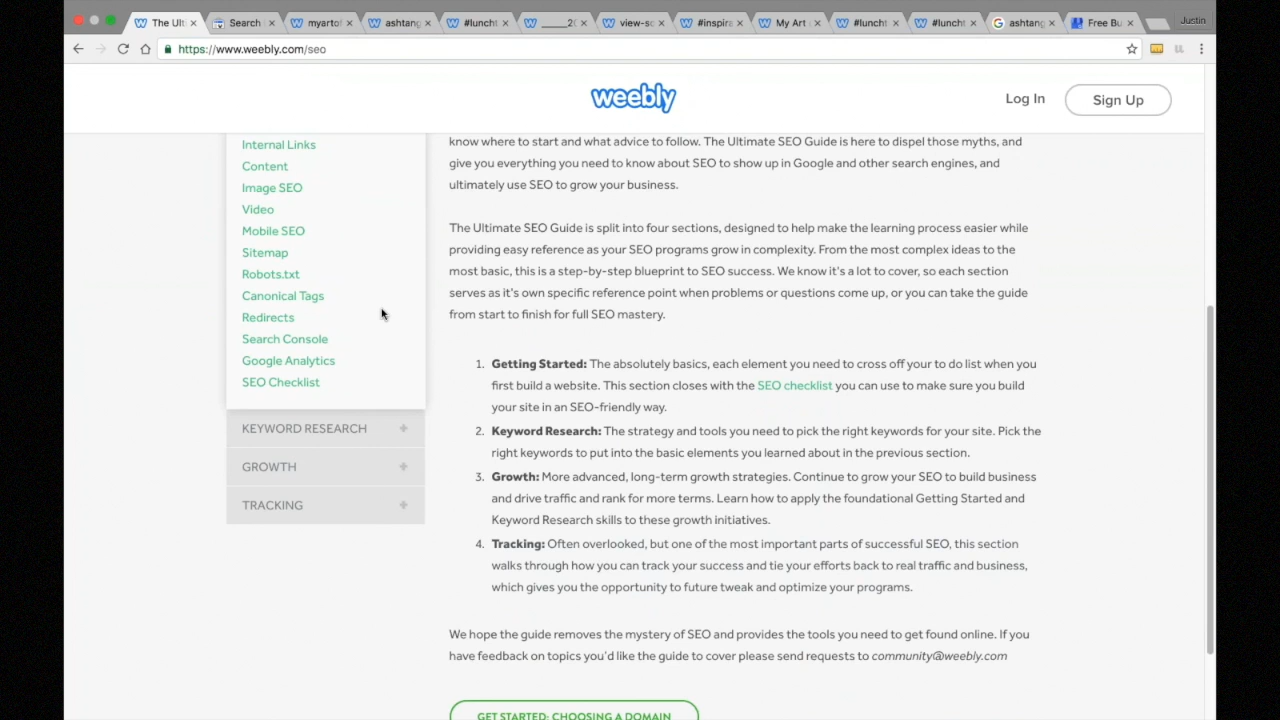 The Ult
Search
myartof
ashtang
#luncht
_____20
view-so
#inspira
My Art
#luncht
#luncht
ashtang
Free Bu
Justin
https://www.weebly.com/seo
weebly
Log In
Sign Up
Internal Links
Content
Image SEO
Video
Mobile SEO
Sitemap
Robots.txt
Canonical Tags
Redirects
Search Console
Google Analytics
SEO Checklist
KEYWORD RESEARCH +
GROWTH +
TRACKING +
know where to start and what advice to follow. The Ultimate SEO Guide is here to dispel those myths, and
give you everything you need to know about SEO to show up in Google and other search engines, and
ultimately use SEO to grow your business.
The Ultimate SEO Guide is split into four sections, designed to help make the learning process easier while
providing easy reference as your SEO programs grow in complexity. From the most complex ideas to the
most basic, this is a step-by-step blueprint to SEO success. We know it's a lot to cover, so each section
serves as it's own specific reference point when problems or questions come up, or you can take the guide
from start to finish for full SEO mastery.
1. Getting Started: The absolutely basics, each element you need to cross off your to do list when you
first build a website. This section closes with the SEO checklist you can use to make sure you build
your site in an SEO-friendly way.
2. Keyword Research: The strategy and tools you need to pick the right keywords for your site. Pick the
right keywords to put into the basic elements you learned about in the previous section.
3. Growth: More advanced, long-term growth strategies. Continue to grow your SEO to build business
and drive traffic and rank for more terms. Learn how to apply the foundational Getting Started and
Keyword Research skills to these growth initiatives.
4. Tracking: Often overlooked, but one of the most important parts of successful SEO, this section
walks through how you can track your success and tie your efforts back to real traffic and business,
which gives you the opportunity to future tweak and optimize your programs.
We hope the guide removes the mystery of SEO and provides the tools you need to get found online. If you
have feedback on topics you'd like the guide to cover please send requests to community@weebly.com
GET STARTED: CHOOSING A DOMAIN